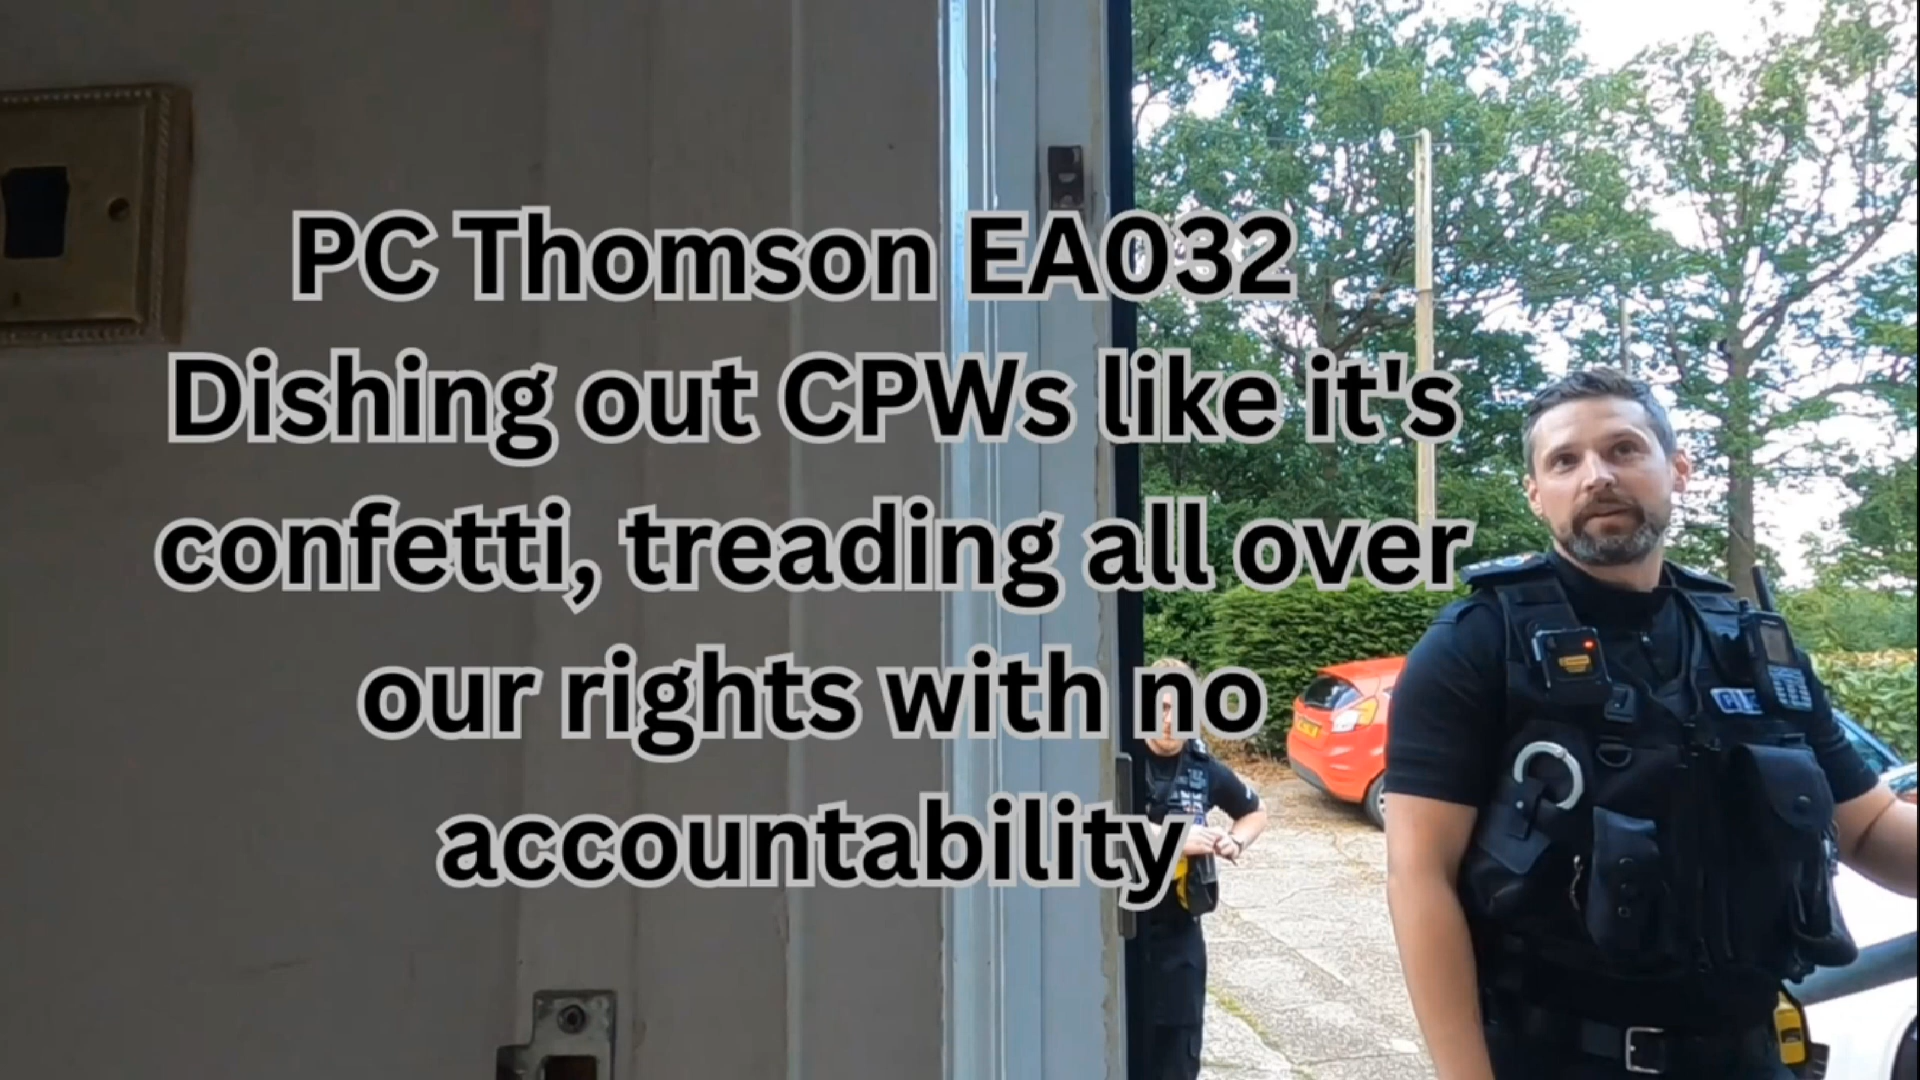 PC Thomson EA032
Dishing out CPWs like it's
confetti, treading all over
our rights with no
accountability